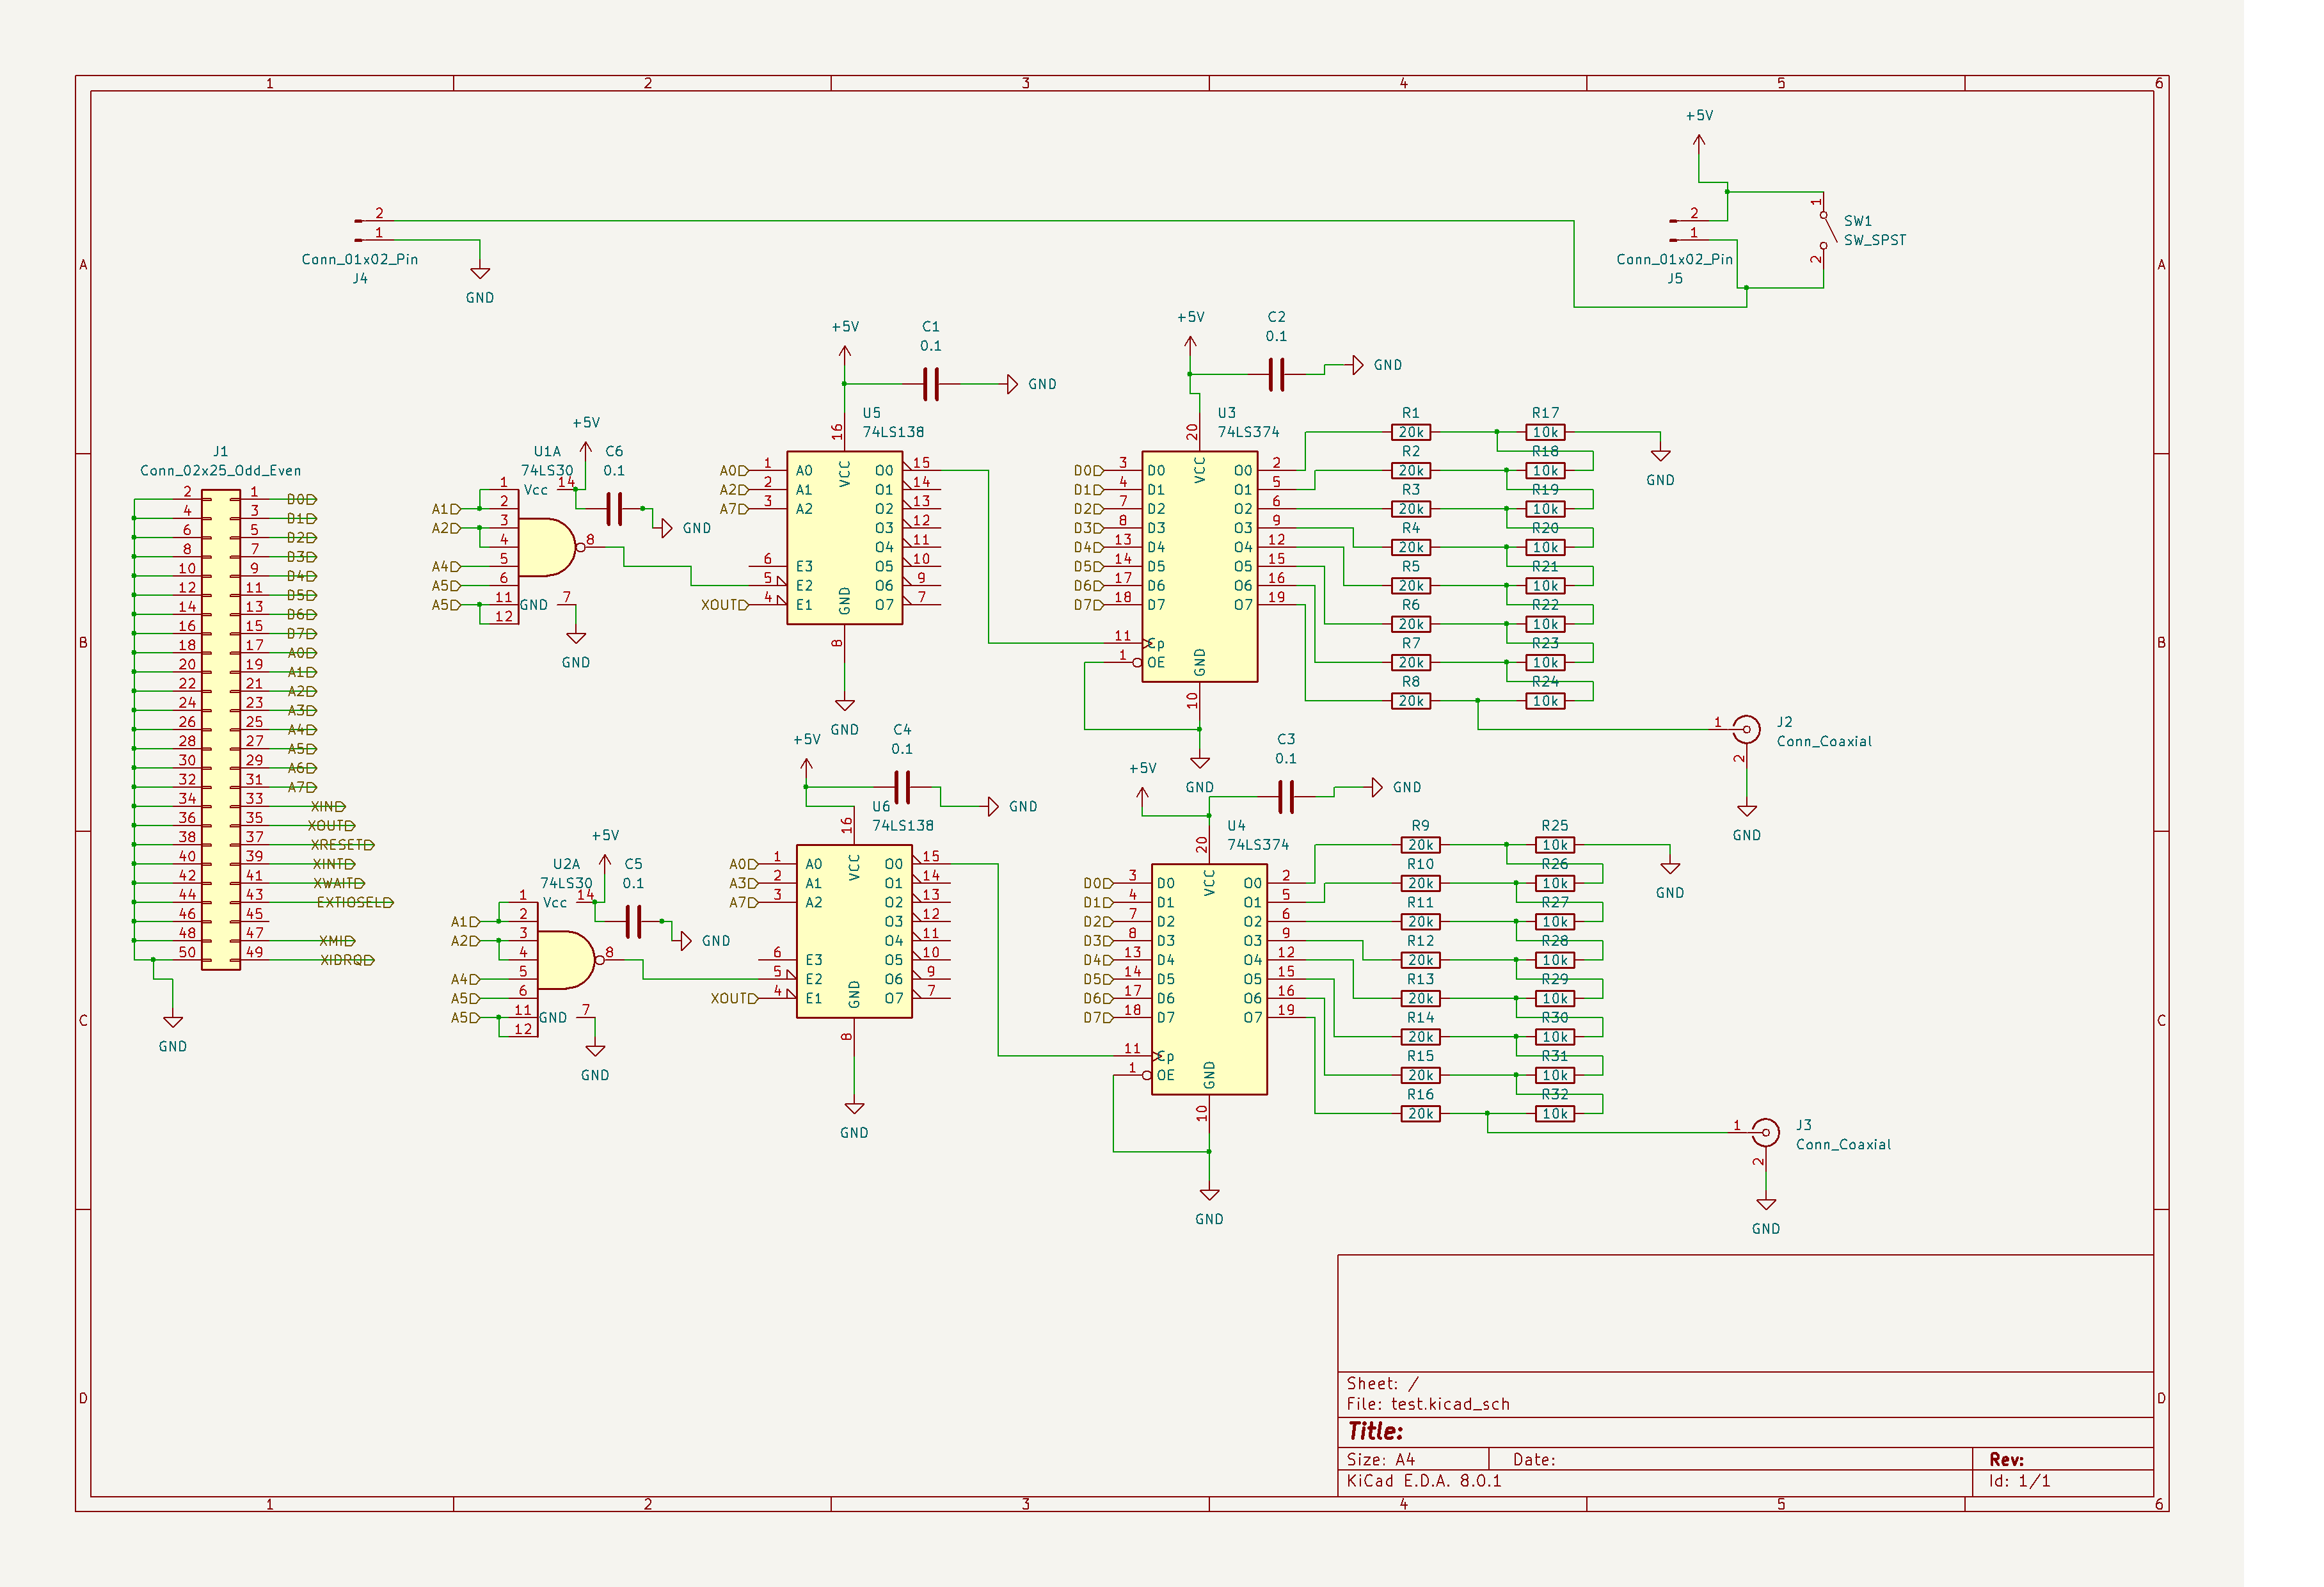 1 2 3 4 5 6
A
B
C
D
+5V
2
1
Conn_01x02_Pin
J4
GND
2
1
Conn_01x02_Pin
J5
1
2
SW1
SW_SPST
J1
Conn_02x25_Odd_Even
2 1 D0
4 3 D1
6 5 D2
8 7 D3
10 9 D4
12 11 D5
14 13 D6
16 15 D7
18 17 A0
20 19 A1
22 21 A2
24 23 A3
26 25 A4
28 27 A5
30 29 A6
32 31 A7
34 33 XIN
36 35 XOUT
38 37 XRESET
40 39 XINT
42 41 XWAIT
44 43 EXTIOSEL
46 45
48 47 XMI
50 49 XIDRQ
GND
+5V
U1A
74LS30
C6
0.1
GND
1 Vcc 14
A1 2
A2 3
4 8
A4 5
A5 6
A5 11 GND 7
12
GND
+5V
C1
0.1
GND
U5
74LS138
16
VCC
A0 1 A0 O0 15
A2 2 A1 O1 14
A7 3 A2 O2 13
O3 12
O4 11
6 E3 O5 10
5 E2 O6 9
XOUT 4 E1 O7 7
GND
8
GND
+5V
C2
0.1
GND
U3
74LS374
20
VCC
D0 3 D0 O0 2
D1 4 D1 O1 5
D2 7 D2 O2 6
D3 8 D3 O3 9
D4 13 D4 O4 12
D5 14 D5 O5 15
D6 17 D6 O6 16
D7 18 D7 O7 19
11 Cp
1 OE
GND
10
GND
R1 R17
20k 10k
R2 R18
20k 10k
R3 R19
20k 10k
R4 R20
20k 10k
R5 R21
20k 10k
R6 R22
20k 10k
R7 R23
20k 10k
R8 R24
20k 10k
GND
1
2
J2
Conn_Coaxial
GND
+5V
U2A
74LS30
C5
0.1
GND
1 Vcc 14
A1 2
A2 3
4 8
A4 5
A5 6
A5 11 GND 7
12
GND
+5V
C4
0.1
GND
U6
74LS138
16
VCC
A0 1 A0 O0 15
A3 2 A1 O1 14
A7 3 A2 O2 13
O3 12
O4 11
6 E3 O5 10
5 E2 O6 9
XOUT 4 E1 O7 7
GND
8
GND
+5V
C3
0.1
GND
U4
74LS374
20
VCC
D0 3 D0 O0 2
D1 4 D1 O1 5
D2 7 D2 O2 6
D3 8 D3 O3 9
D4 13 D4 O4 12
D5 14 D5 O5 15
D6 17 D6 O6 16
D7 18 D7 O7 19
11 Cp
1 OE
GND
10
GND
R9 R25
20k 10k
R10 R26
20k 10k
R11 R27
20k 10k
R12 R28
20k 10k
R13 R29
20k 10k
R14 R30
20k 10k
R15 R31
20k 10k
R16 R32
20k 10k
GND
1
2
J3
Conn_Coaxial
GND
Sheet: /
File: test.kicad_sch
Title:
Size: A4 Date: Rev:
KiCad E.D.A. 8.0.1 Id: 1/1
A
B
C
D
1 2 3 4 5 6